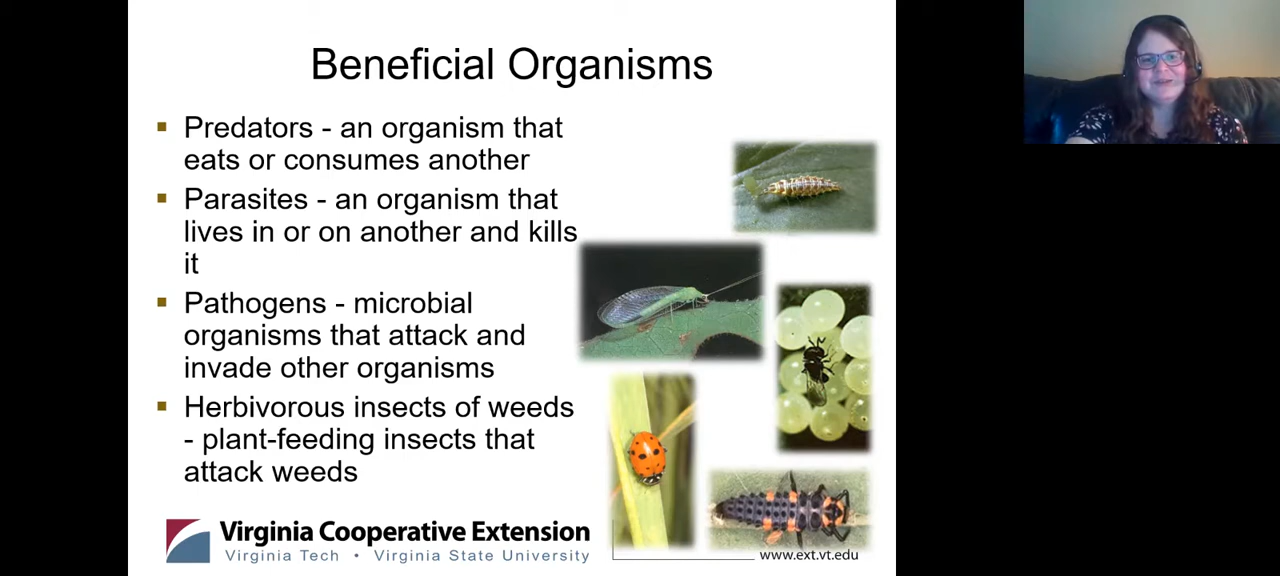 Beneficial Organisms
▪ Predators - an organism that
eats or consumes another
▪ Parasites - an organism that
lives in or on another and kills
it
▪ Pathogens - microbial
organisms that attack and
invade other organisms
▪ Herbivorous insects of weeds
- plant-feeding insects that
attack weeds
Virginia Cooperative Extension
Virginia Tech • Virginia State University
www.ext.vt.edu